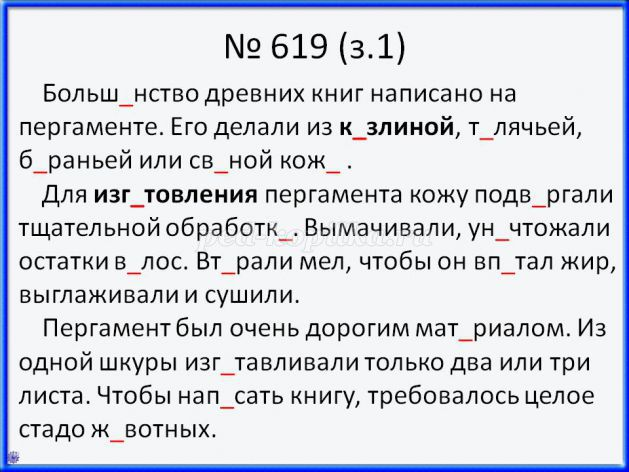 № 619 (з.1)
Больш_нство древних книг написано на
пергаменте. Его делали из к_злиной, т_лячьей,
б_раньей или св_ной кож_ .
Для изг_товления пергамента кожу подв_ргали
тщательной обработк_ . Вымачивали, ун_чтожали
остатки в_лос. Вт_рали мел, чтобы он вп_тал жир,
выглаживали и сушили.
Пергамент был очень дорогим мат_риалом. Из
одной шкуры изг_тавливали только два или три
листа. Чтобы нап_сать книгу, требовалось целое
стадо ж_вотных.